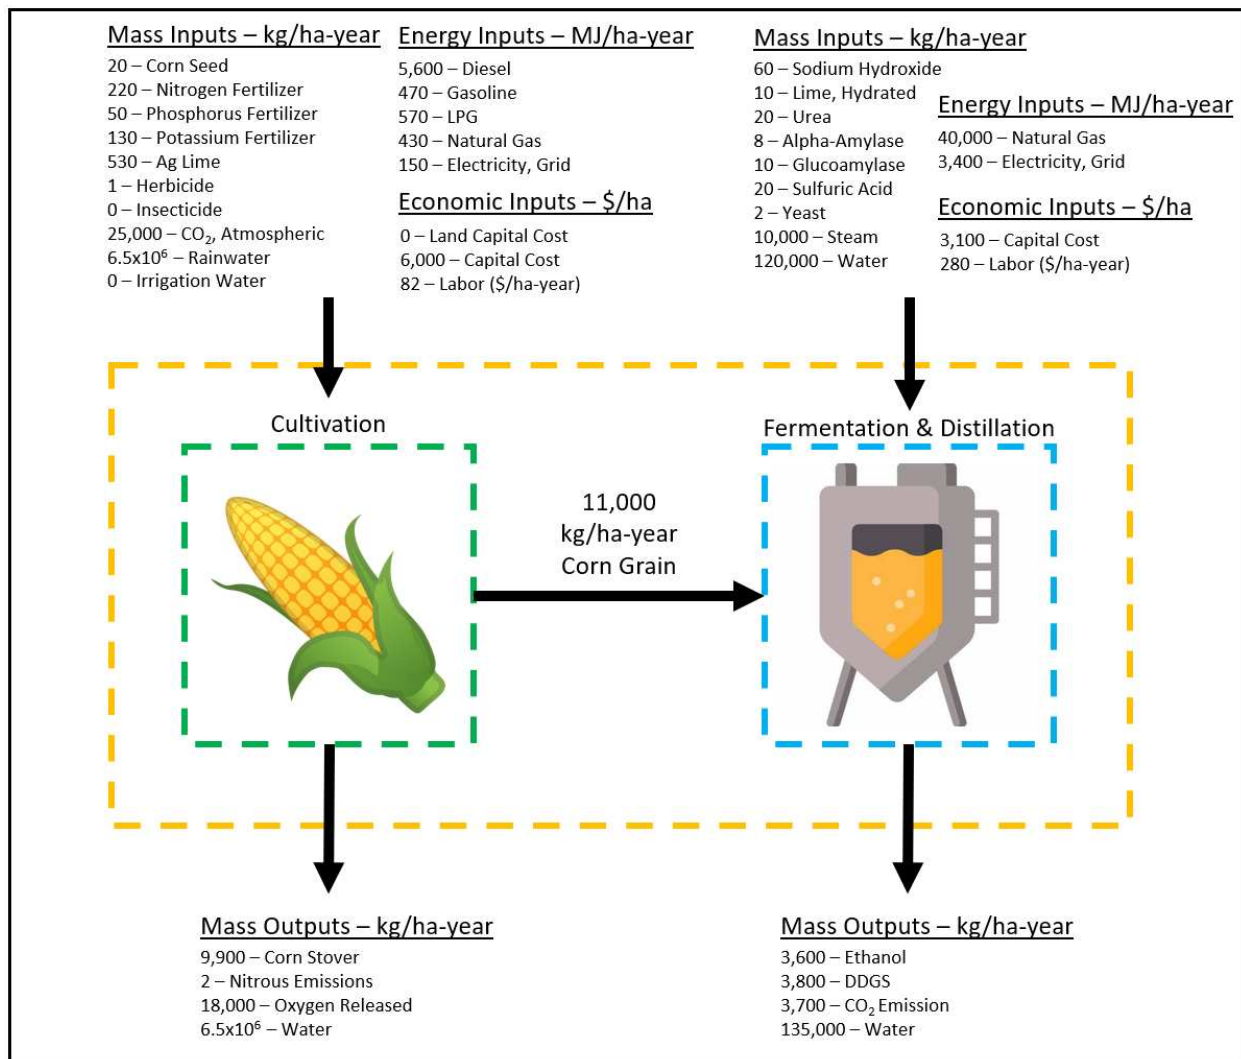 Mass Inputs – kg/ha-year
20 – Corn Seed
220 – Nitrogen Fertilizer
50 – Phosphorus Fertilizer
130 – Potassium Fertilizer
530 – Ag Lime
1 – Herbicide
0 – Insecticide
25,000 – CO₂, Atmospheric
6.5x10⁶ – Rainwater
0 – Irrigation Water
Energy Inputs – MJ/ha-year
5,600 – Diesel
470 – Gasoline
570 – LPG
430 – Natural Gas
150 – Electricity, Grid
Economic Inputs – $/ha
0 – Land Capital Cost
6,000 – Capital Cost
82 – Labor ($/ha-year)
Mass Inputs – kg/ha-year
60 – Sodium Hydroxide
10 – Lime, Hydrated
20 – Urea
8 – Alpha-Amylase
10 – Glucoamylase
20 – Sulfuric Acid
2 – Yeast
10,000 – Steam
120,000 – Water
Energy Inputs – MJ/ha-year
40,000 – Natural Gas
3,400 – Electricity, Grid
Economic Inputs – $/ha
3,100 – Capital Cost
280 – Labor ($/ha-year)
Cultivation
11,000
kg/ha-year
Corn Grain
Fermentation & Distillation
Mass Outputs – kg/ha-year
9,900 – Corn Stover
2 – Nitrous Emissions
18,000 – Oxygen Released
6.5x10⁶ – Water
Mass Outputs – kg/ha-year
3,600 – Ethanol
3,800 – DDGS
3,700 – CO₂ Emission
135,000 – Water